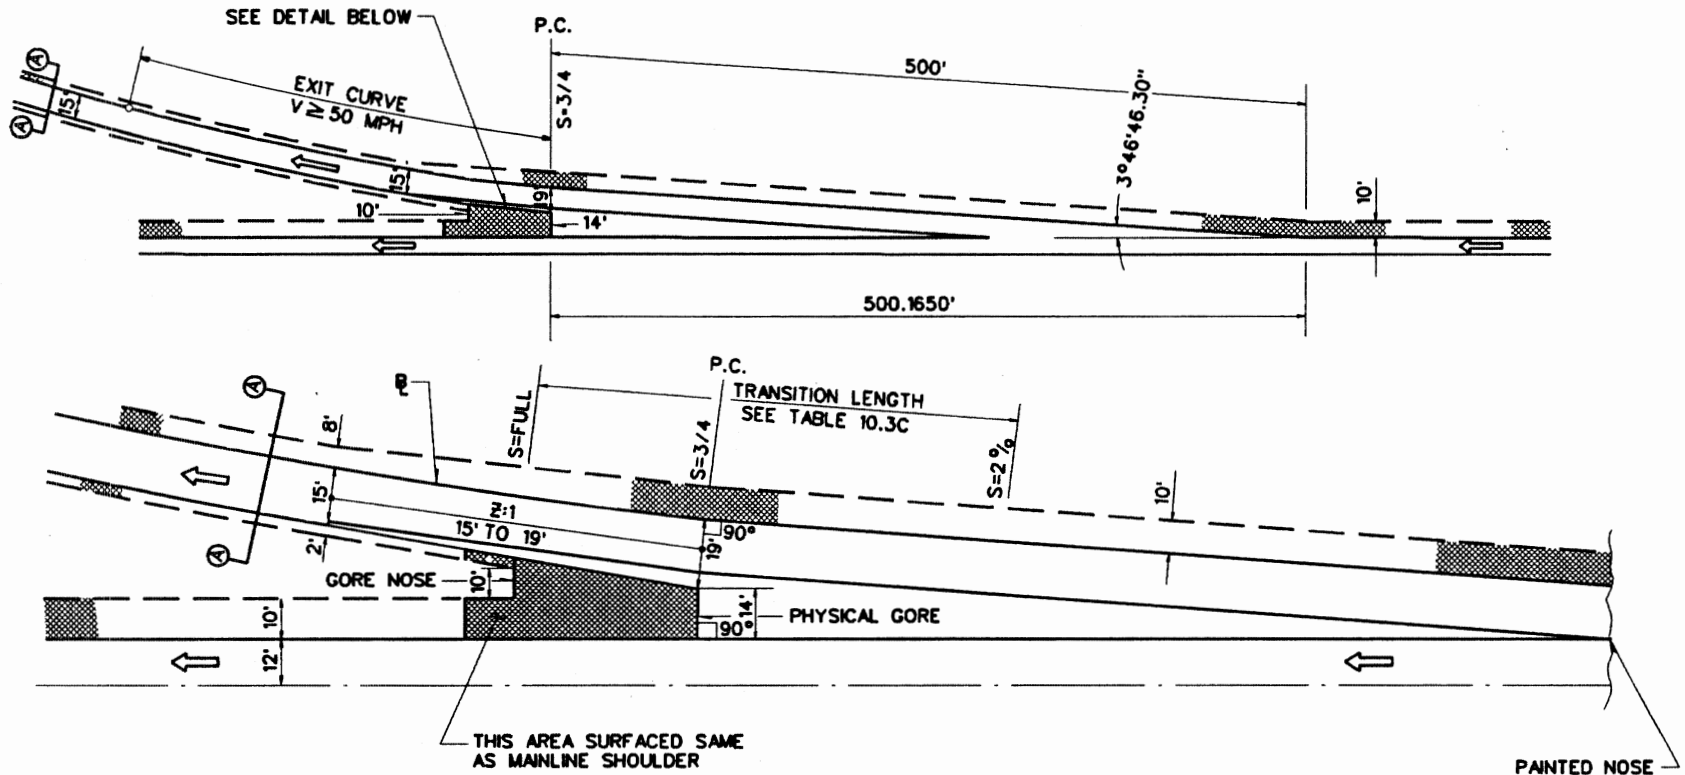 SEE DETAIL BELOW
P.C.
500'
A
A
15'
EXIT CURVE
V ≥ 50 MPH
S=3/4
3°46'46.30"
15'
19'
10'
14'
10'
500.1650'
P.C.
A
A
8'
S=FULL
TRANSITION LENGTH
SEE TABLE 10.3C
S=3/4
S=2%
15'
Z:1
15' TO 19'
90°
19'
10'
2'
GORE NOSE
10'
14'
90°
PHYSICAL GORE
10'
12'
THIS AREA SURFACED SAME
AS MAINLINE SHOULDER
PAINTED NOSE